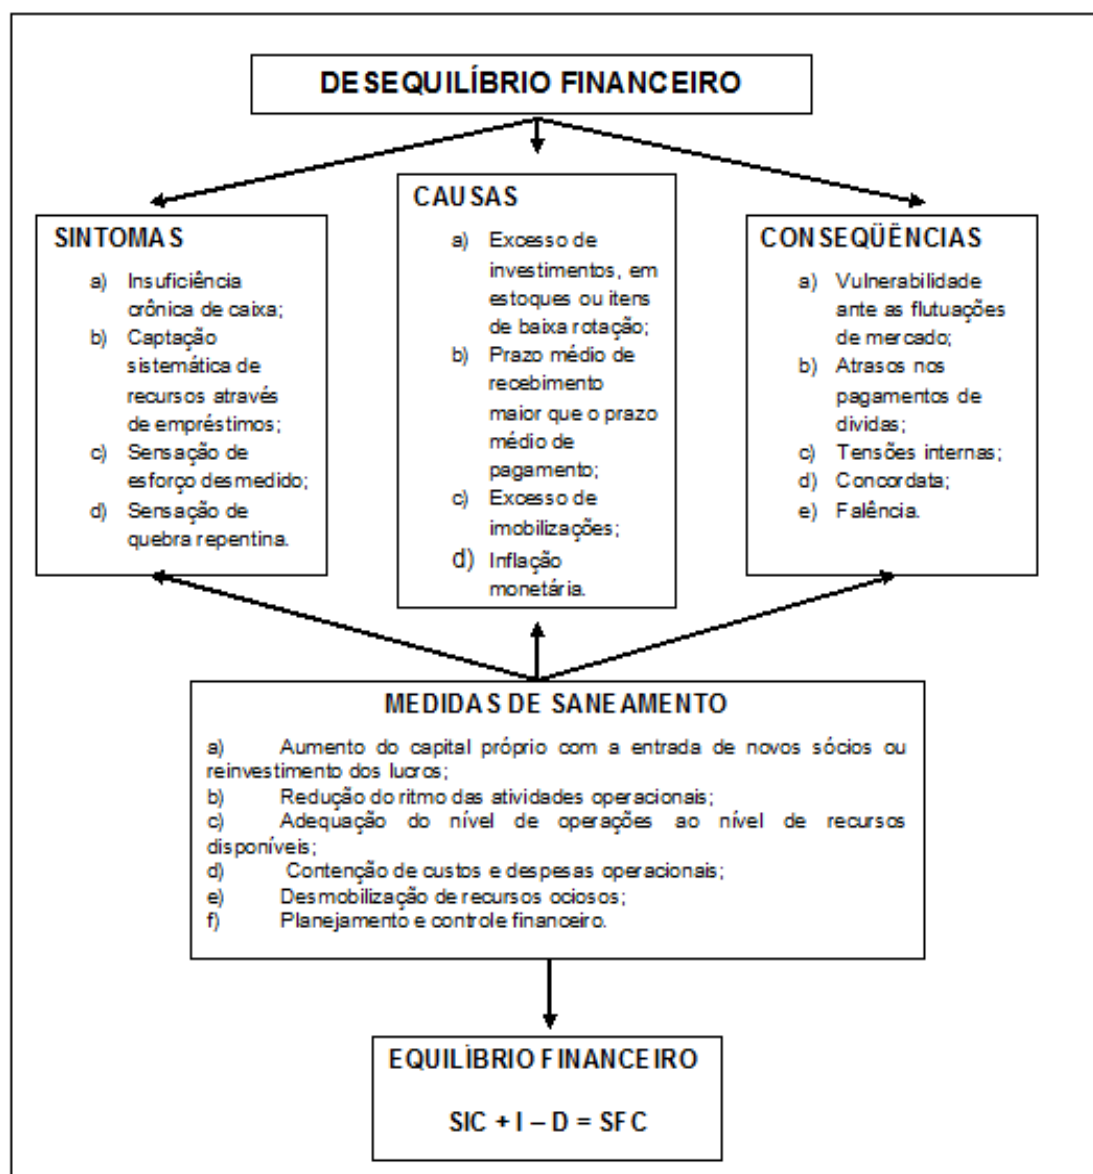 DESEQUILÍBRIO FINANCEIRO
SINTOMAS
a) Insuficiência
crônica de caixa;
b) Captação
sistemática de
recursos através
de empréstimos;
c) Sensação de
esforço desmedido;
d) Sensação de
quebra repentina.
CAUSAS
a) Excesso de
investimentos, em
estoques ou itens
de baixa rotação;
b) Prazo médio de
recebimento
maior que o prazo
médio de
pagamento;
c) Excesso de
imobilizações;
d) Inflação
monetária.
CONSEQÜÊNCIAS
a) Vulnerabilidade
ante as flutuações
de mercado;
b) Atrasos nos
pagamentos de
dividas;
c) Tensões internas;
d) Concordata;
e) Falência.
MEDIDAS DE SANEAMENTO
a) Aumento do capital próprio com a entrada de novos sócios ou
reinvestimento dos lucros;
b) Redução do ritmo das atividades operacionais;
c) Adequação do nível de operações ao nível de recursos
disponíveis;
d) Contenção de custos e despesas operacionais;
e) Desmobilização de recursos ociosos;
f) Planejamento e controle financeiro.
EQUILÍBRIO FINANCEIRO
SIC + I – D = SFC